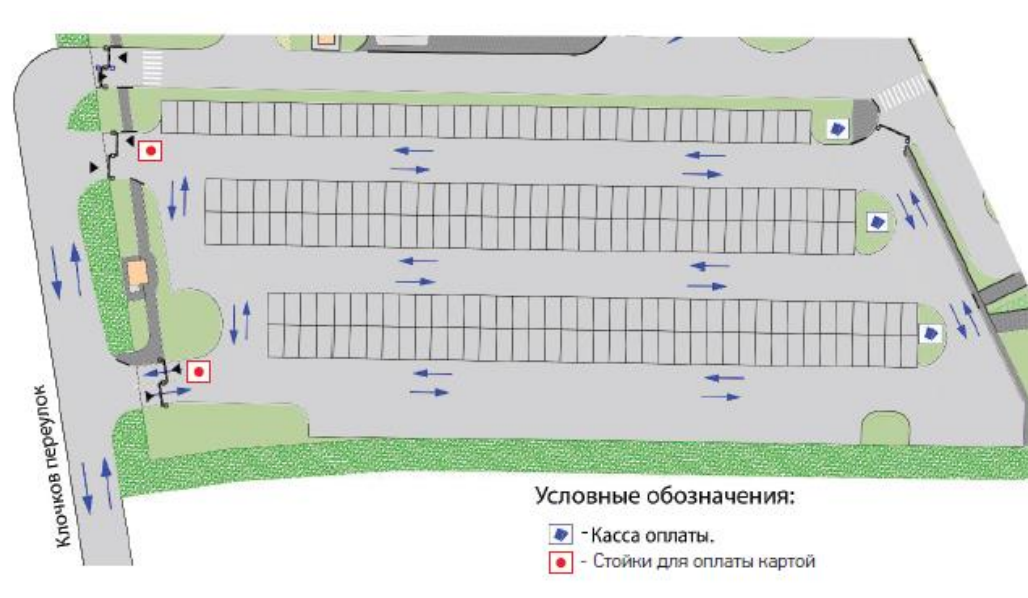 Клочков переулок
Условные обозначения:
- Касса оплаты.
- Стойки для оплаты картой